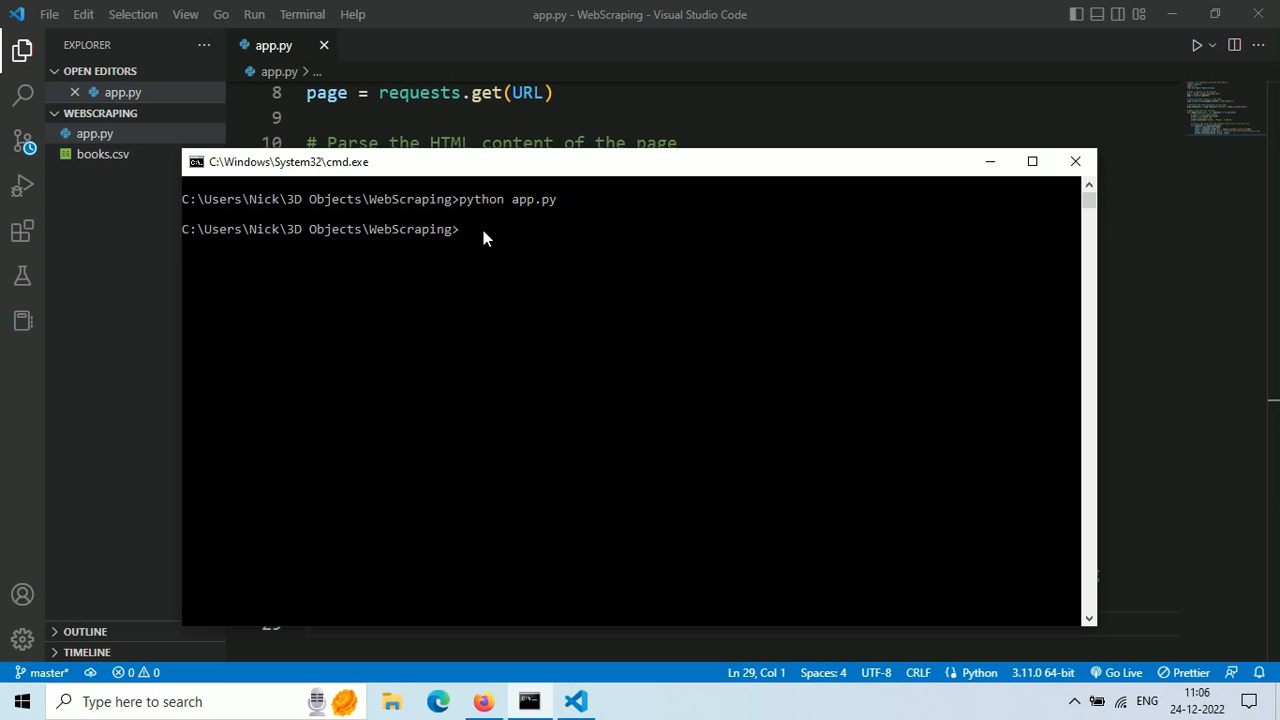 File Edit Selection View Go Run Terminal Help app.py - WebScraping - Visual Studio Code
EXPLORER
app.py
OPEN EDITORS
app.py > ...
app.py
8 page = requests.get(URL)
WEBSCRAPING
9
app.py
10 # Parse the HTML content of the page
books.csv
C:\Windows\System32\cmd.exe
C:\Users\Nick\3D Objects\WebScraping>python app.py
C:\Users\Nick\3D Objects\WebScraping>
OUTLINE
TIMELINE
master* 0 0 Ln 29, Col 1 Spaces: 4 UTF-8 CRLF Python 3.11.0 64-bit Go Live Prettier
Type here to search
ENG
11:06
24-12-2022